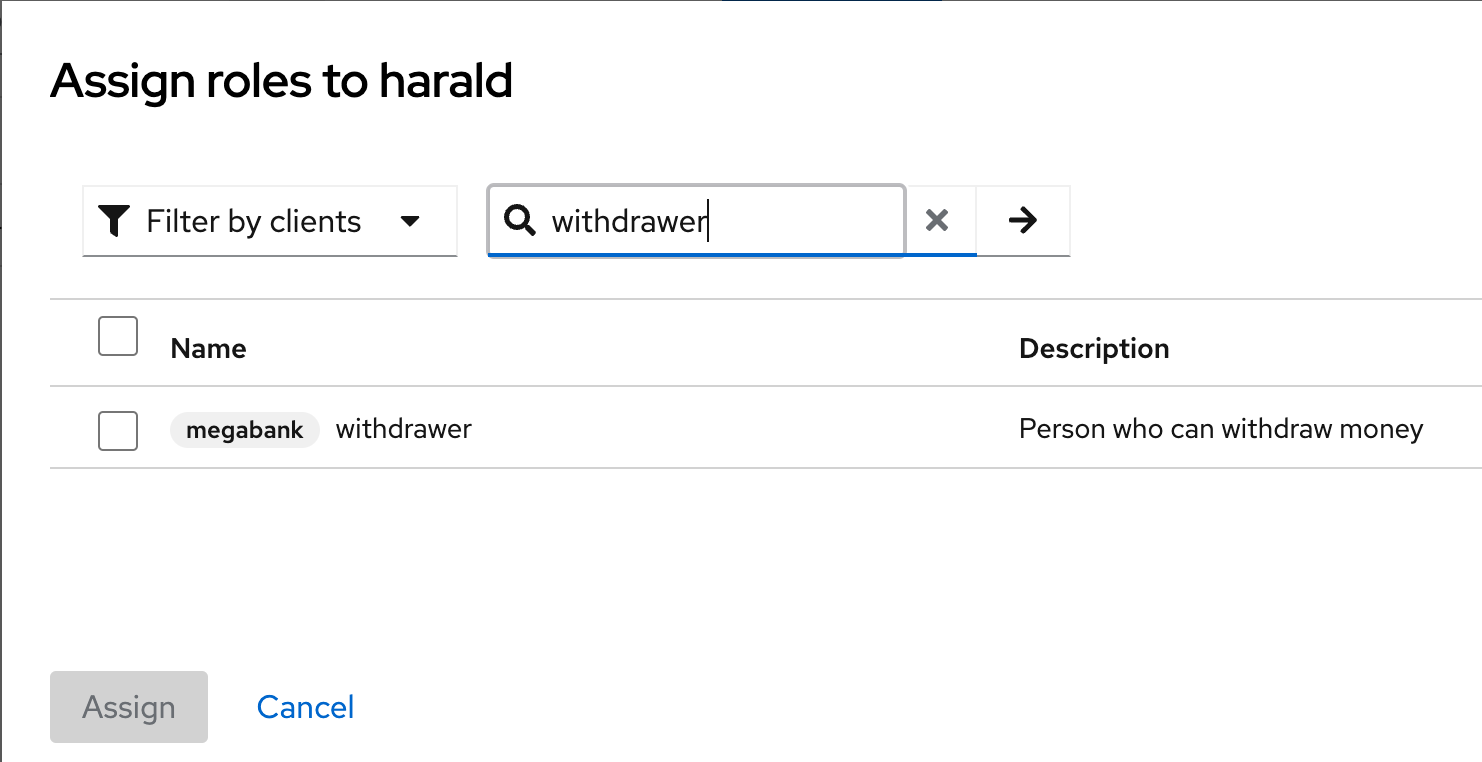 Assign roles to harald
Filter by clients withdrawer
Name Description
megabank withdrawer Person who can withdraw money
Assign Cancel